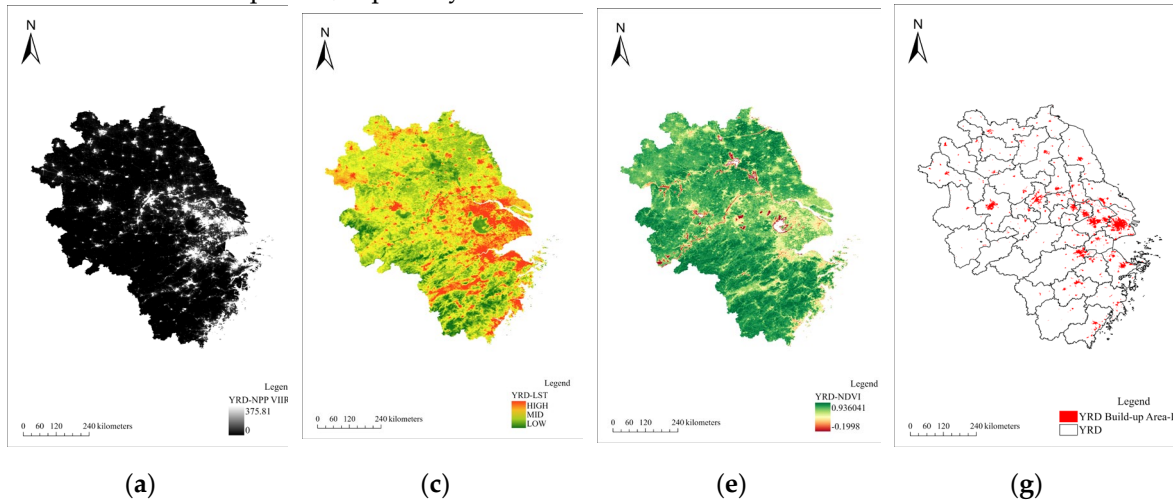 N
N
N
N
Legend
YRD-NPP VIIR
375.81
0
0 60 120 240 kilometers
Legend
YRD-LST
HIGH
MID
LOW
0 60 120 240 kilometers
Legend
YRD-NDVI
0.936041
-0.1998
0 60 120 240 kilometers
Legend
YRD Build-up Area-I
YRD
0 60 120 240 kilometers
(a) (c) (e) (g)